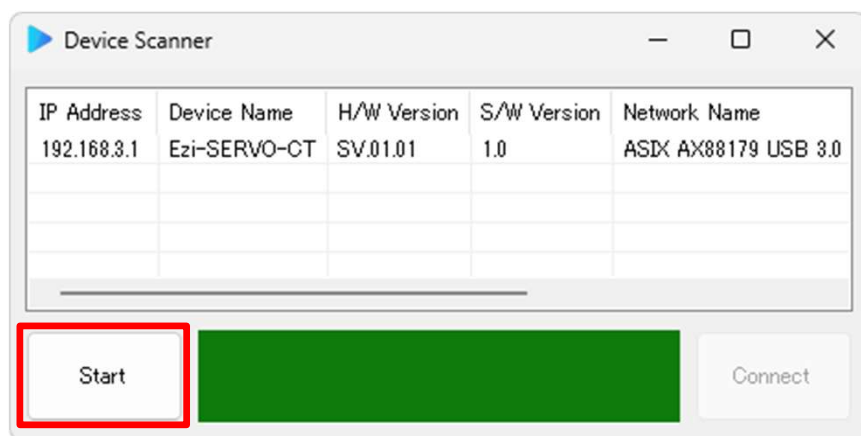 Device Scanner
IP Address Device Name H/W Version S/W Version Network Name
192.168.3.1 Ezi-SERVO-CT SV.01.01 1.0 ASIX AX88179 USB 3.0
Start Connect